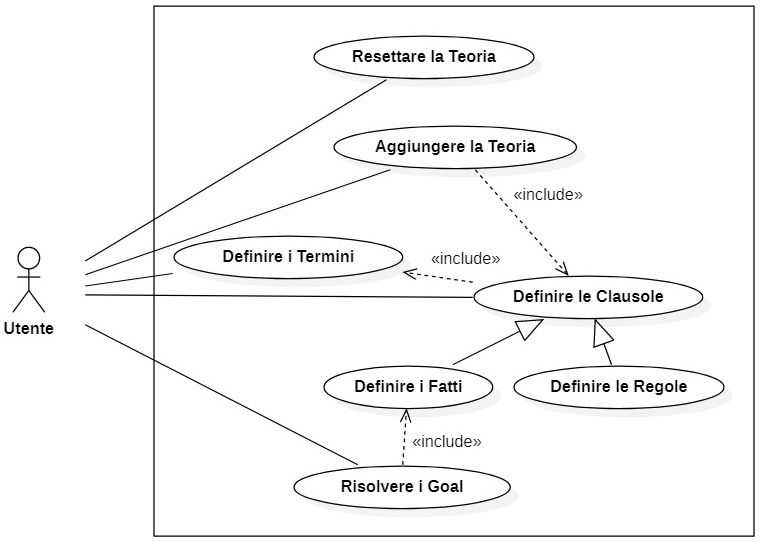 Resettare la Teoria
Aggiungere la Teoria
«include»
Definire i Termini
«include»
Definire le Clausole
Utente
Definire i Fatti
Definire le Regole
«include»
Risolvere i Goal